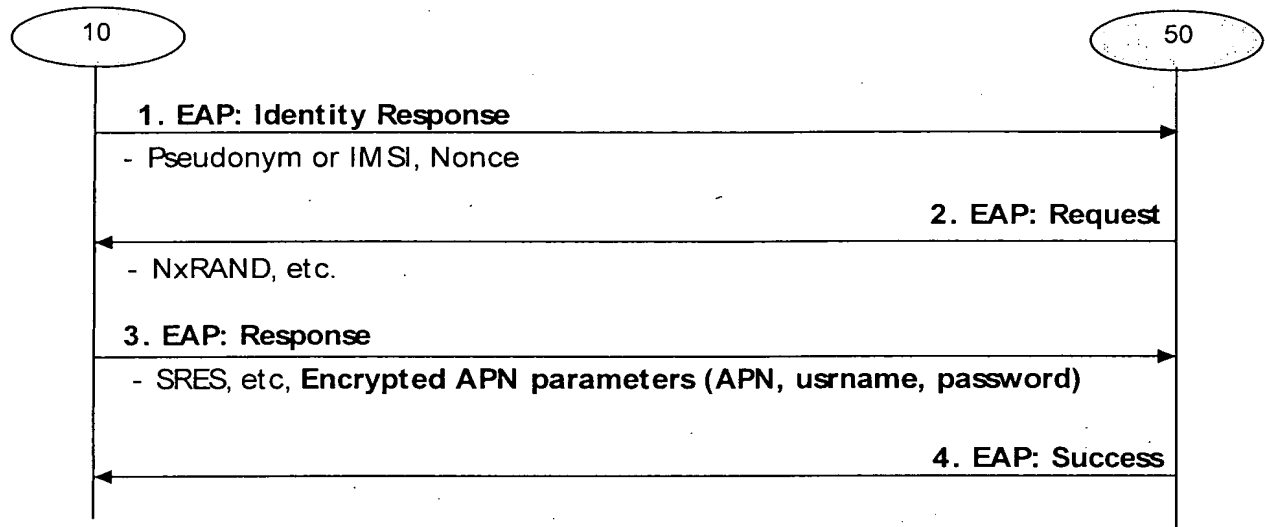 10
50
1. EAP: Identity Response
- Pseudonym or IMSI, Nonce
2. EAP: Request
- NxRAND, etc.
3. EAP: Response
- SRES, etc, Encrypted APN parameters (APN, usrname, password)
4. EAP: Success